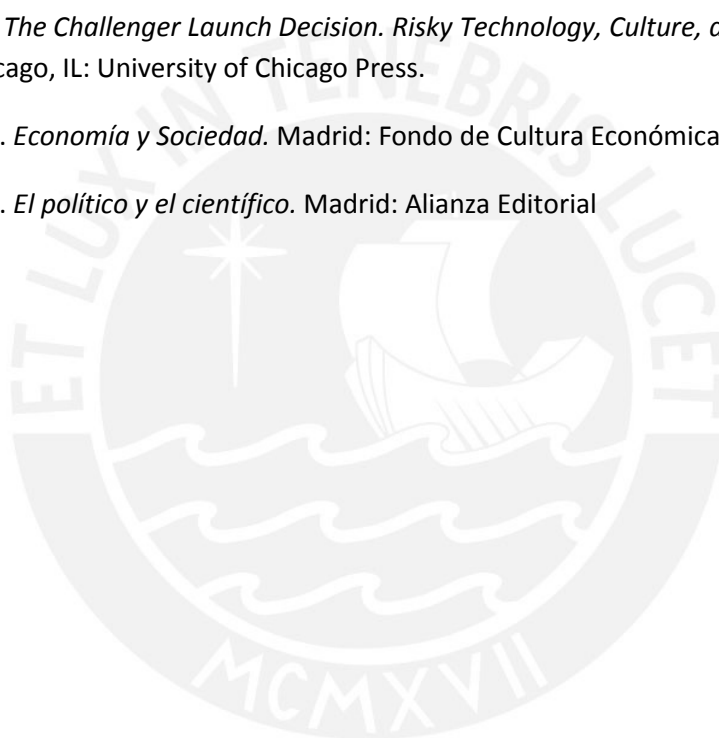 The Challenger Launch Decision. Risky Technology, Culture,
cago, IL: University of Chicago Press.
. Economía y Sociedad. Madrid: Fondo de Cultura Económica
. El político y el científico. Madrid: Alianza Editorial
ET LUX IN TENEBRIS LUCET
MCMXVII